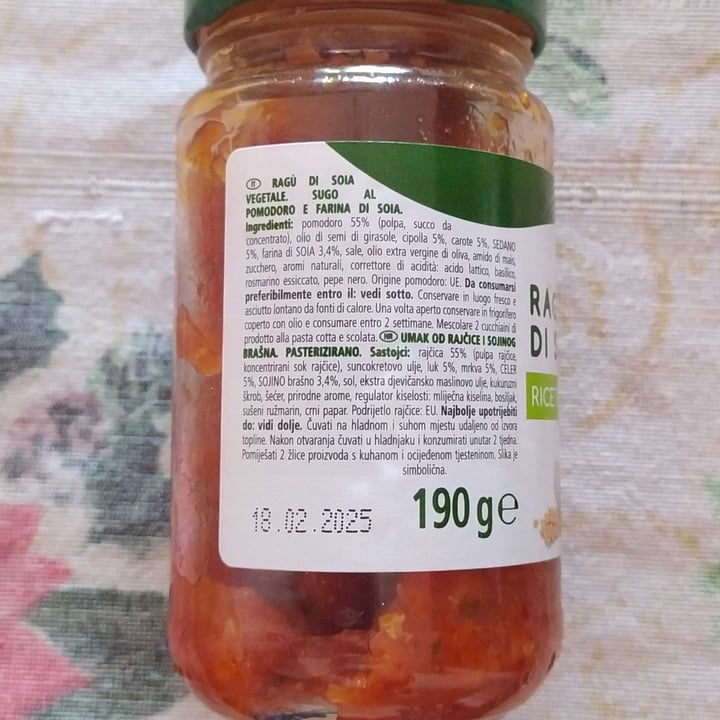 IT RAGÙ DI SOIA
VEGETALE. SUGO AL
POMODORO E FARINA DI SOIA.
Ingredienti: pomodoro 55% (polpa, succo da
concentrato), olio di semi di girasole, cipolla 5%, carote 5%, SEDANO
5%, farina di SOIA 3,4%, sale, olio extra vergine di oliva, amido di mais,
zucchero, aromi naturali, correttore di acidità: acido lattico, basilico,
rosmarino essiccato, pepe nero. Origine pomodoro: UE. Da consumarsi
preferibilmente entro il: vedi sotto. Conservare in luogo fresco e
asciutto lontano da fonti di calore. Una volta aperto conservare in frigorifero
coperto con olio e consumare entro 2 settimane. Mescolare 2 cucchiaini di
prodotto alla pasta cotta e scolata. HR UMAK OD RAJČICE I SOJINOG
BRAŠNA. PASTERIZIRANO. Sastojci: rajčica 55% (pulpa rajčice,
koncentrirani sok rajčice), suncokretovo ulje, luk 5%, mrkva 5%, CELER
5%, SOJINO brašno 3,4%, sol, ekstra djevičansko maslinovo ulje, kukuruzni
škrob, šećer, prirodne arome, regulator kiselosti: mliječna kiselina, bosiljak,
sušeni ružmarin, crni papar. Podrijetlo rajčice: EU. Najbolje upotrijebiti
do: vidi dolje. Čuvati na hladnom i suhom mjestu udaljeno od izvora
topline. Nakon otvaranja čuvati u hladnjaku i konzumirati unutar 2 tjedna.
Pomiješati 2 žlice proizvoda s kuhanom i ocijeđenom tjesteninom. Slika je
simbolična.
18.02.2025 190 g e
DI
RICE